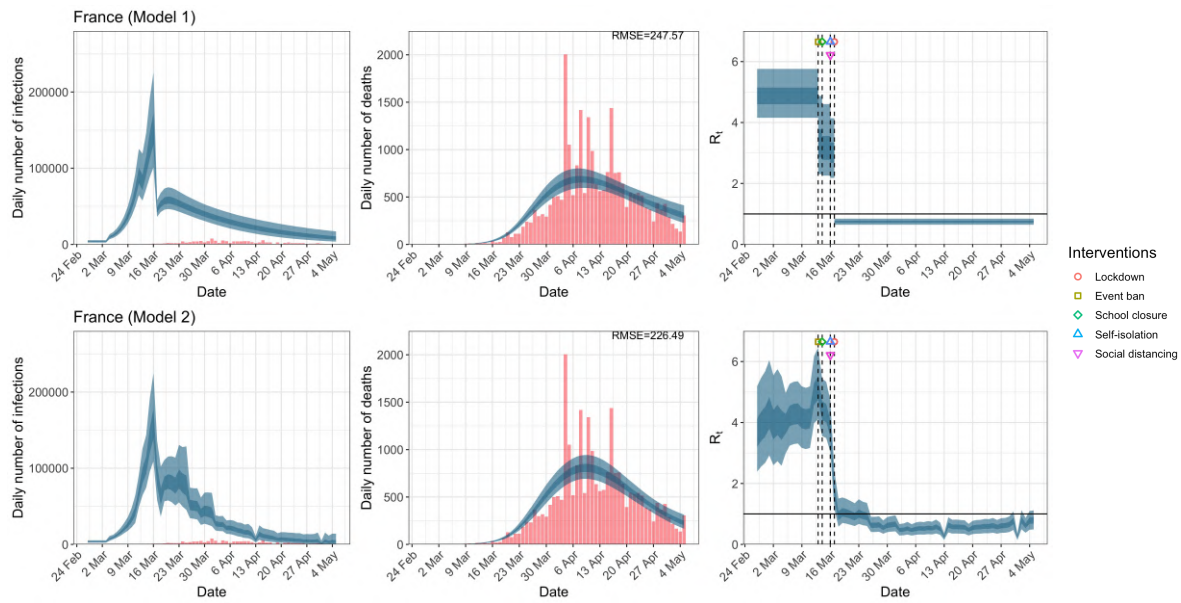 France (Model 1)
Daily number of infections
200000
100000
0
24 Feb
2 Mar
9 Mar
16 Mar
23 Mar
30 Mar
6 Apr
13 Apr
20 Apr
27 Apr
4 May
Date
Daily number of deaths
RMSE=247.57
2000
1500
1000
500
0
24 Feb
2 Mar
9 Mar
16 Mar
23 Mar
30 Mar
6 Apr
13 Apr
20 Apr
27 Apr
4 May
Date
Rt
6
4
2
0
24 Feb
2 Mar
9 Mar
16 Mar
23 Mar
30 Mar
6 Apr
13 Apr
20 Apr
27 Apr
4 May
Date
France (Model 2)
Daily number of infections
200000
100000
0
24 Feb
2 Mar
9 Mar
16 Mar
23 Mar
30 Mar
6 Apr
13 Apr
20 Apr
27 Apr
4 May
Date
Daily number of deaths
RMSE=226.49
2000
1500
1000
500
0
24 Feb
2 Mar
9 Mar
16 Mar
23 Mar
30 Mar
6 Apr
13 Apr
20 Apr
27 Apr
4 May
Date
Rt
6
4
2
0
24 Feb
2 Mar
9 Mar
16 Mar
23 Mar
30 Mar
6 Apr
13 Apr
20 Apr
27 Apr
4 May
Date
Interventions
Lockdown
Event ban
School closure
Self-isolation
Social distancing